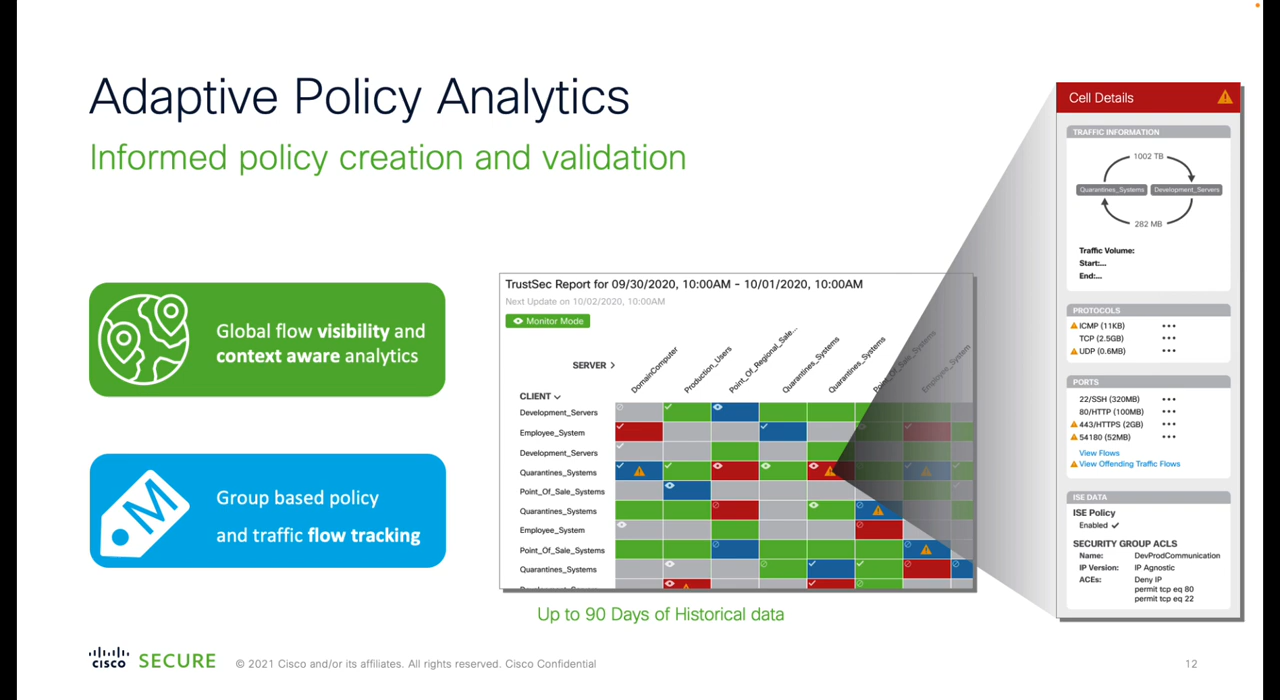 Adaptive Policy Analytics
Informed policy creation and validation
Global flow visibility and
context aware analytics
M
Group based policy
and traffic flow tracking
TrustSec Report for 09/30/2020, 10:00AM - 10/01/2020, 10:00AM
Next Update on 10/02/2020, 10:00AM
Monitor Mode
SERVER
DomainComputer
Production_Users
Point_Of_Regional_Sale...
Quarantines_Systems
Quarantines_Systems
Point_Of_Sale_Systems
Employee_System
CLIENT
Development_Servers
Employee_System
Development_Servers
Quarantines_Systems
Point_Of_Sale_Systems
Quarantines_Systems
Employee_System
Point_Of_Sale_Systems
Quarantines_Systems
Up to 90 Days of Historical data
Cell Details
TRAFFIC INFORMATION
1002 TB
Quarantines_Systems
Development_Servers
282 MB
Traffic Volume:
Start:...
End:...
PROTOCOLS
ICMP (11KB)
TCP (2.5GB)
UDP (0.6MB)
PORTS
22/SSH (320MB)
80/HTTP (100MB)
443/HTTPS (2GB)
54180 (52MB)
View Flows
View Offending Traffic Flows
ISE DATA
ISE Policy
Enabled
SECURITY GROUP ACLS
Name: DevProdCommunication
IP Version: IP Agnostic
ACEs: Deny IP
permit tcp eq 80
permit tcp eq 22
CISCO SECURE
© 2021 Cisco and/or its affiliates. All rights reserved. Cisco Confidential
12